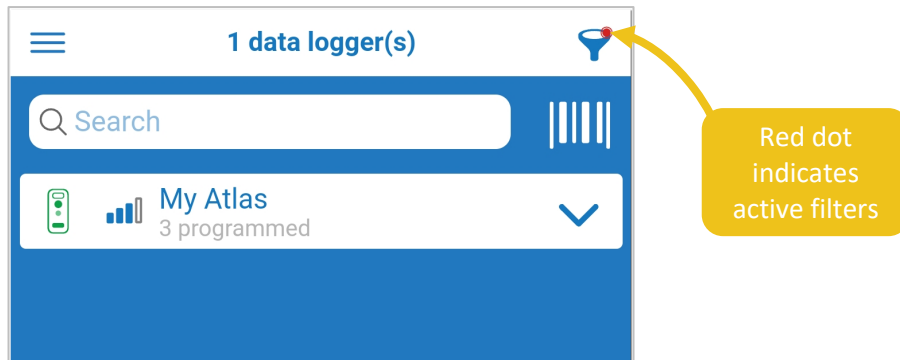 1 data logger(s)
Search
My Atlas
3 programmed
Red dot
indicates
active filters